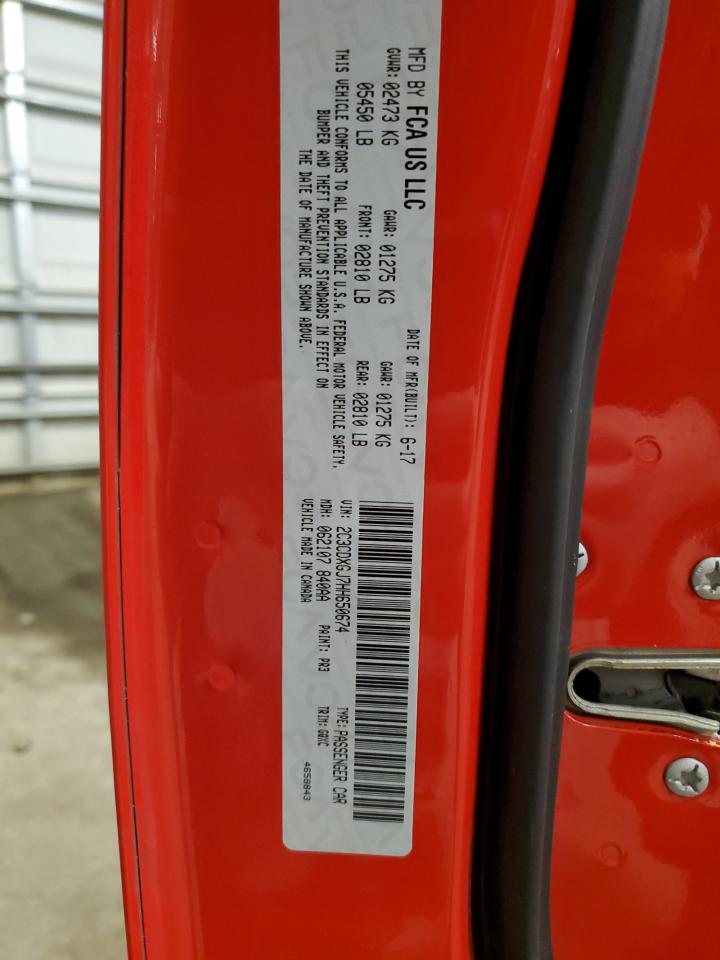 MFD BY FCA US LLC
DATE OF MFR(BUILT): 6-17
GVWR: 02473 KG
GAWR: 01275 KG
GAWR: 01275 KG
05450 LB
FRONT: 02810 LB
REAR: 02810 LB
THIS VEHICLE CONFORMS TO ALL APPLICABLE U.S.A. FEDERAL MOTOR VEHICLE SAFETY,
BUMPER AND THEFT PREVENTION STANDARDS IN EFFECT ON
THE DATE OF MANUFACTURE SHOWN ABOVE.
VIN: 2C3CDXGJ7HH650674
TYPE: PASSENGER CAR
MDH: 062107 840AA
PAINT: PR3
TRIM: GQXC
VEHICLE MADE IN CANADA
4658843